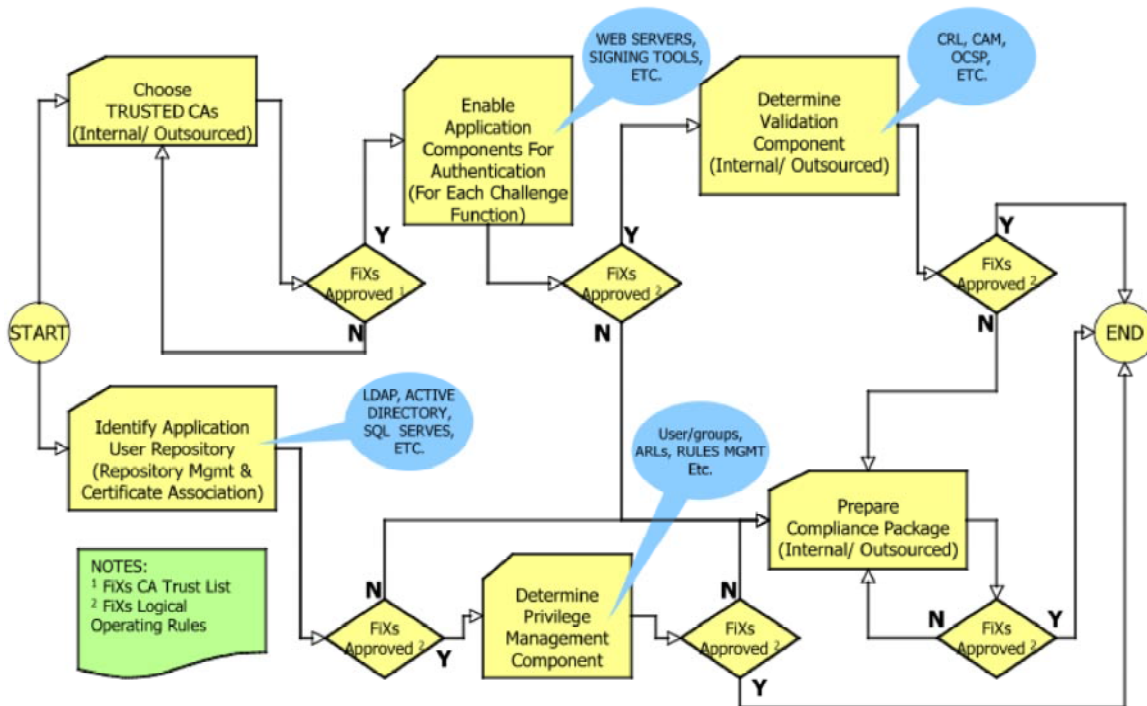 WEB SERVERS,
SIGNING TOOLS,
ETC.
CRL, CAM,
OCSP,
ETC.
Choose
TRUSTED CAs
(Internal/ Outsourced)
Enable
Application
Components For
Authentication
(For Each Challenge
Function)
Determine
Validation
Component
(Internal/ Outsourced)
Y
FiXs
Approved 1
N
Y
FiXs
Approved 2
N
Y
FiXs
Approved 2
N
START
END
Identify Application
User Repository
(Repository Mgmt &
Certificate Association)
LDAP, ACTIVE
DIRECTORY,
SQL SERVES,
ETC.
User/groups,
ARLs, RULES MGMT
Etc.
Prepare
Compliance Package
(Internal/ Outsourced)
NOTES:
1 FiXs CA Trust List
2 FiXs Logical
Operating Rules
N
FiXs
Approved 2
Y
Determine
Privilege
Management
Component
N
FiXs
Approved 2
Y
N
FiXs
Approved 2
Y